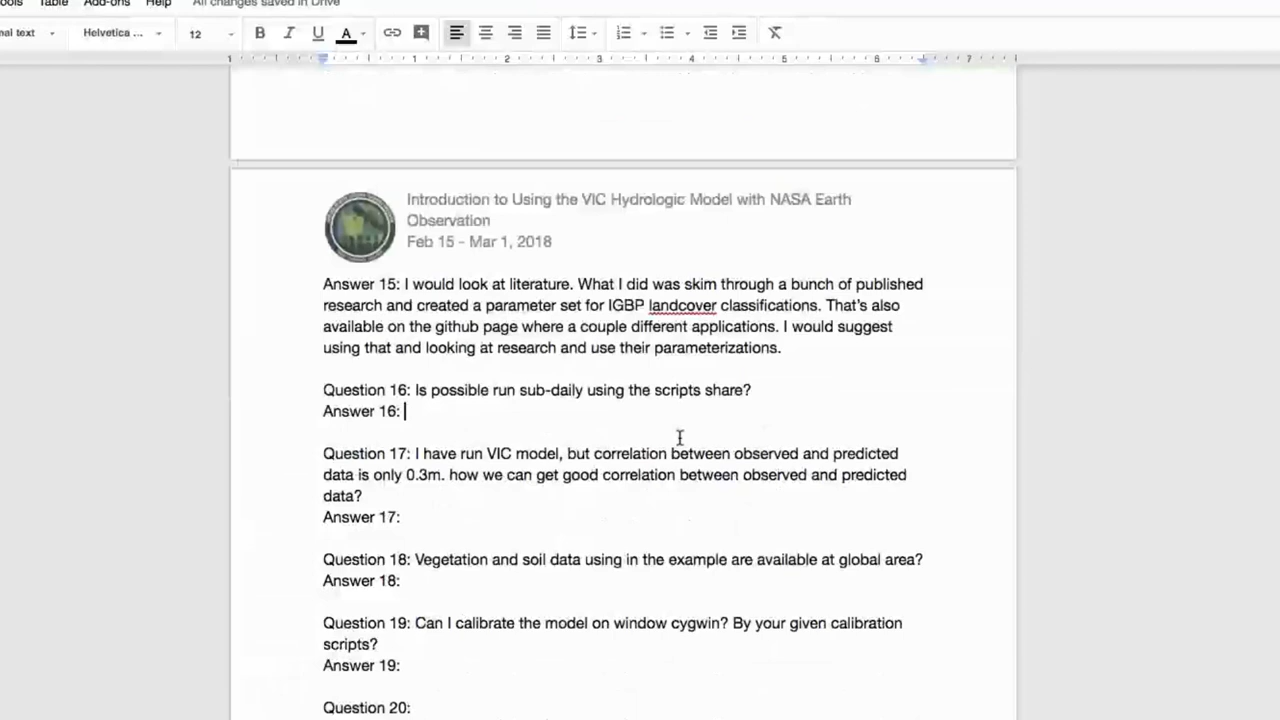 ools Table Add-ons Help All changes saved in Drive
nal text Helvetica ... 12 B I U A
1 1 2 3 4 5 6 7
Introduction to Using the VIC Hydrologic Model with NASA Earth
Observation
Feb 15 - Mar 1, 2018
Answer 15: I would look at literature. What I did was skim through a bunch of published
research and created a parameter set for IGBP landcover classifications. That's also
available on the github page where a couple different applications. I would suggest
using that and looking at research and use their parameterizations.
Question 16: Is possible run sub-daily using the scripts share?
Answer 16:
Question 17: I have run VIC model, but correlation between observed and predicted
data is only 0.3m. how we can get good correlation between observed and predicted
data?
Answer 17:
Question 18: Vegetation and soil data using in the example are available at global area?
Answer 18:
Question 19: Can I calibrate the model on window cygwin? By your given calibration
scripts?
Answer 19:
Question 20: